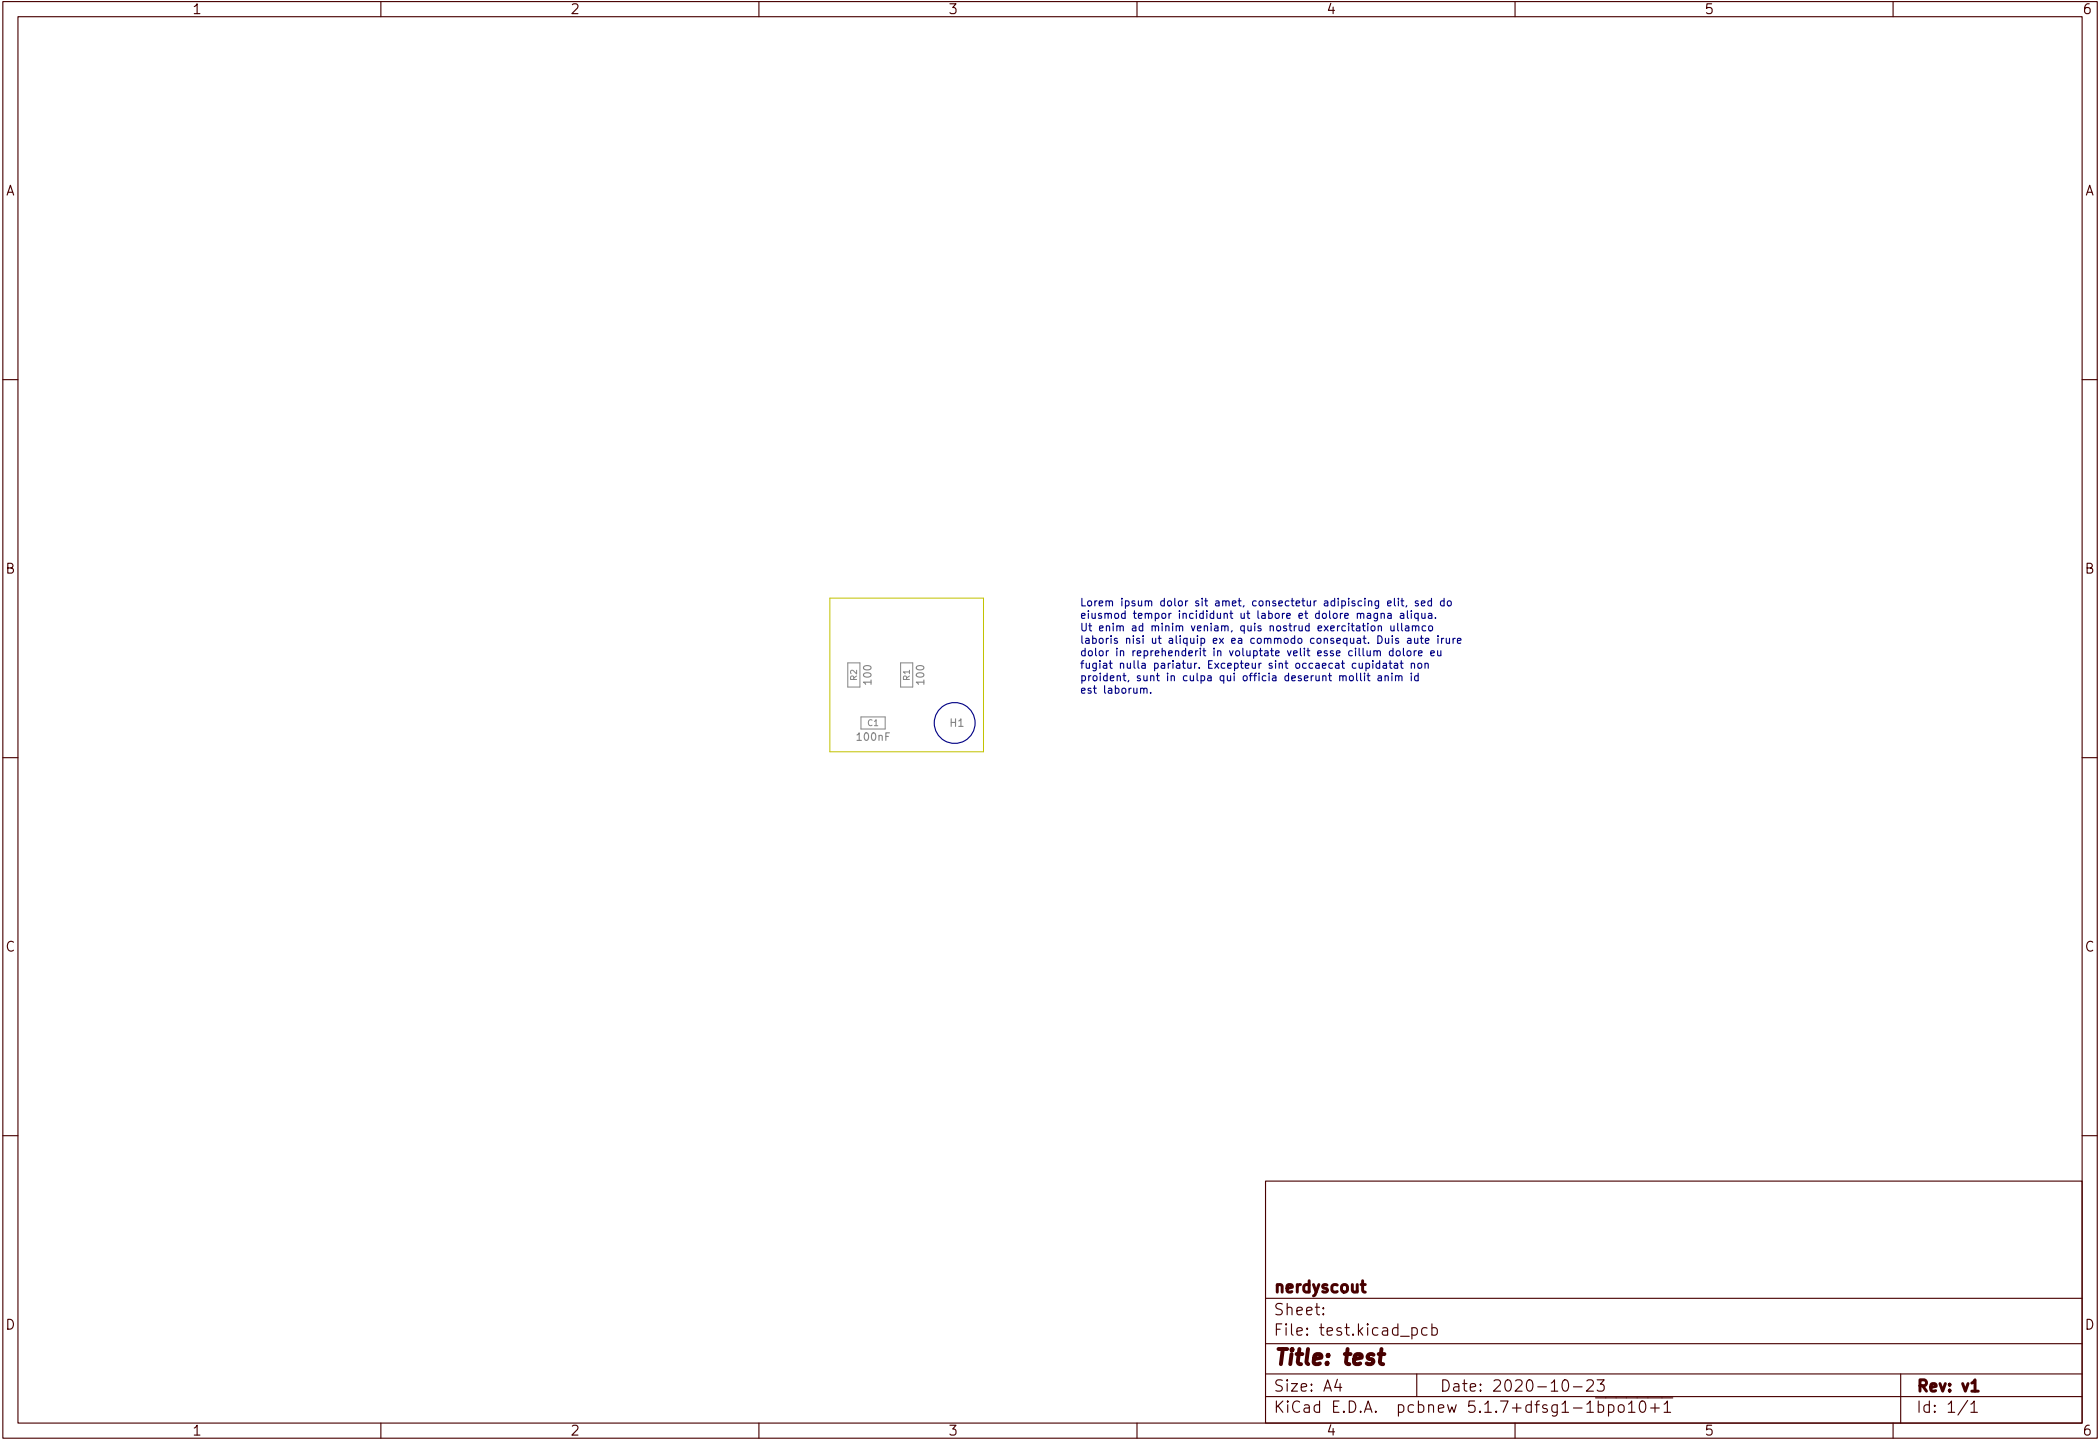 1 2 3 4 5 6
A A
B B
Lorem ipsum dolor sit amet, consectetur adipiscing elit, sed do
eiusmod tempor incididunt ut labore et dolore magna aliqua.
Ut enim ad minim veniam, quis nostrud exercitation ullamco
laboris nisi ut aliquip ex ea commodo consequat. Duis aute irure
dolor in reprehenderit in voluptate velit esse cillum dolore eu
fugiat nulla pariatur. Excepteur sint occaecat cupidatat non
proident, sunt in culpa qui officia deserunt mollit anim id
est laborum.
R2
100
R1
100
C1
100nF
H1
C C
nerdyscout
Sheet:
File: test.kicad_pcb
D D
Title: test
Size: A4 Date: 2020-10-23 Rev: v1
KiCad E.D.A. pcbnew 5.1.7+dfsg1-1bpo10+1 Id: 1/1
1 2 3 4 5 6